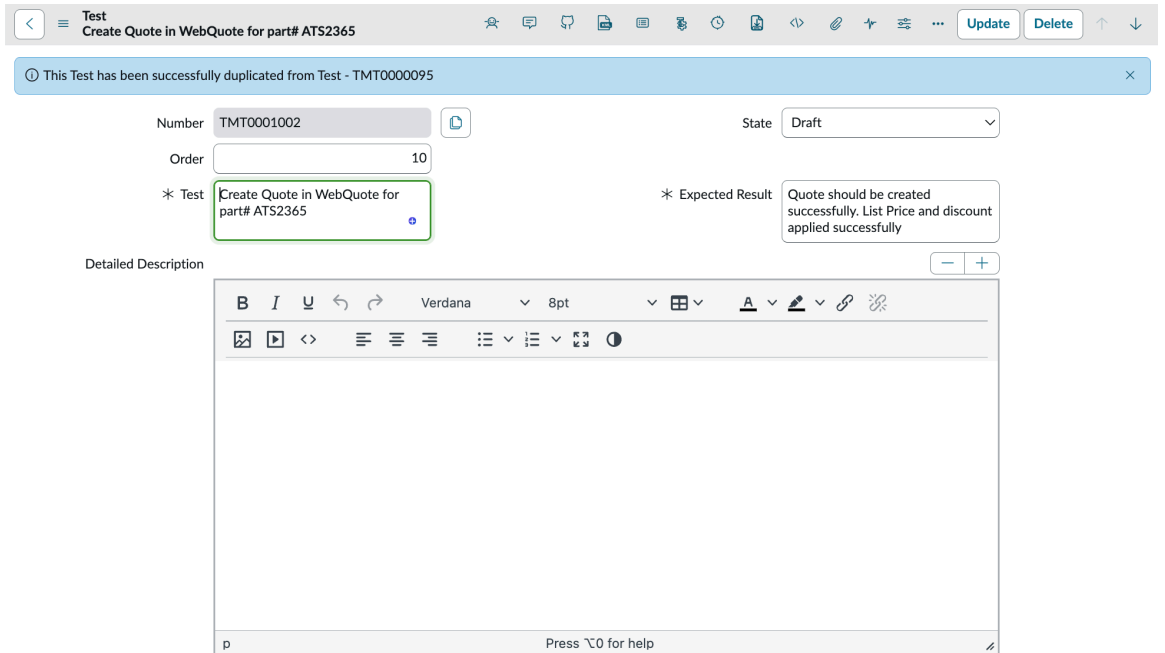 Test
Create Quote in WebQuote for part# ATS2365
Update
Delete
This Test has been successfully duplicated from Test - TMT0000095
Number
TMT0001002
State
Draft
Order
10
Test
Create Quote in WebQuote for
part# ATS2365
Expected Result
Quote should be created
successfully. List Price and discount
applied successfully
Detailed Description
B I U
Verdana
8pt
A
p
Press ⌥0 for help